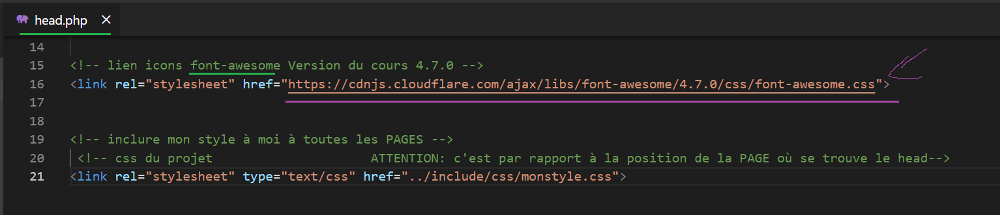 head.php ×
14
15 <!-- lien icons font-awesome Version du cours 4.7.0 -->
16 <link rel="stylesheet" href="https://cdnjs.cloudflare.com/ajax/libs/font-awesome/4.7.0/css/font-awesome.css">
17
18
19 <!-- inclure mon style à moi à toutes les PAGES -->
20 <!-- css du projet ATTENTION: c'est par rapport à la position de la PAGE où se trouve le head-->
21 <link rel="stylesheet" type="text/css" href="../include/css/monstyle.css">